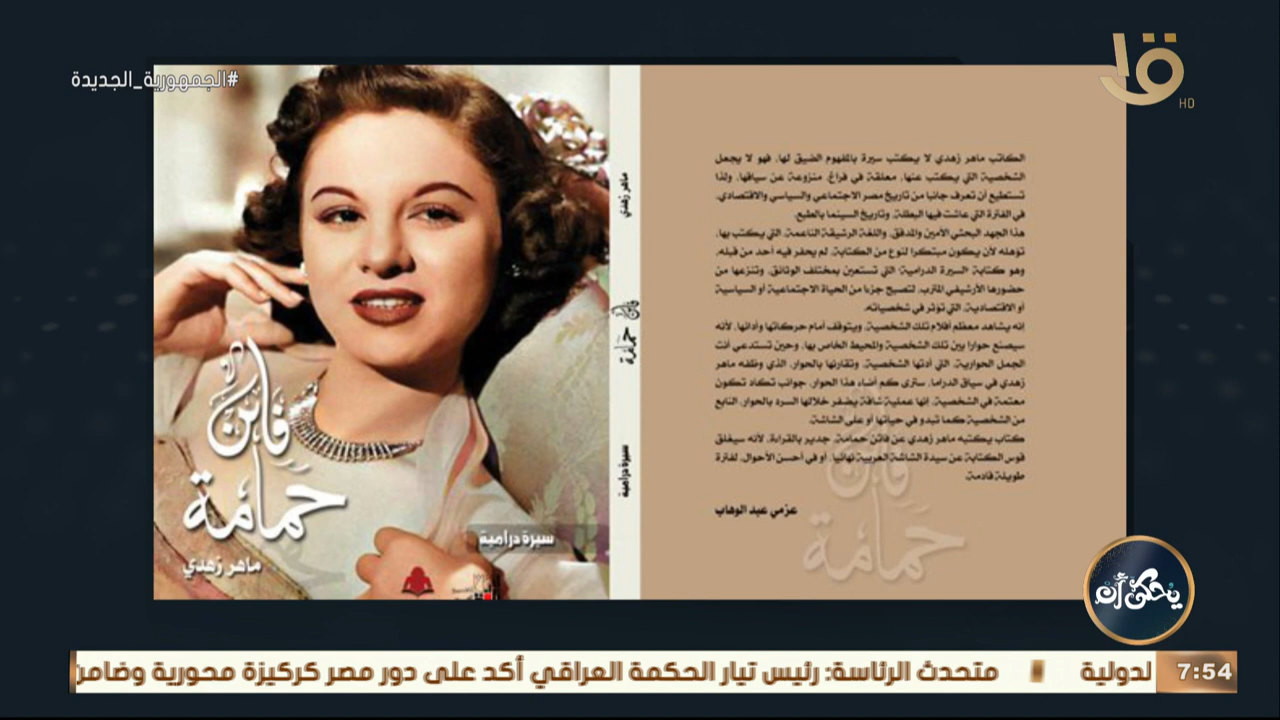 #الجمهورية_الجديدة
HD
الكاتب ماهر زهدي لا يكتب سيرة بالمفهوم الضيق لها، فهو لا يجعل
الشخصية التي يكتب عنها، معلقة في فراغ، منزوعة عن سياقها، ولذا
تستطيع أن تعرف جانبا من تاريخ مصر الاجتماعي والسياسي والاقتصادي،
في الفترة التي عاشت فيها البطلة، وتاريخ السينما بالطبع.
هذا الجهد البحثي الأمين والمدقق، واللغة الرشيقة الناعمة، التي يكتب بها،
تؤهله لأن يكون مبتكرا لنوع من الكتابة، لم يحفر فيه أحد من قبله،
وهو كتابة السيرة الدرامية التي تستعين بمختلف الوثائق، وتنزعها من
حضورها الأرشيفي المترب، لتصبح جزءا من الحياة الاجتماعية أو السياسية
أو الاقتصادية، التي تؤثر في شخصياته.
إنه يشاهد معظم أفلام تلك الشخصية، ويتوقف أمام حركاتها وأدائها، لأنه
سيصنع حوارا بين تلك الشخصية والمحيط الخاص بها، وحين تستدعي أنت
الجمل الحوارية، التي أدتها الشخصية، وتقارنها بالحوار، الذي وظفه ماهر
زهدي في سياق الدراما، سترى كم أضاء هذا الحوار، جوانب تكاد تكون
معتمة في الشخصية، إنها عملية شاقة يضفر خلالها السرد بالحوار، النابع
من الشخصية كما تبدو في حياتها أو على الشاشة.
كتاب يكتبه ماهر زهدي عن فاتن حمامة، جدير بالقراءة، لأنه سيغلق
قوس الكتابة عن سيدة الشاشة العربية نهائيا، أو في أحسن الأحوال، لفترة
طويلة قادمة
عزمي عبد الوهاب
فاتن
حمامة
ماهر زهدي
فاتن حمامة
سيرة درامية
فاتن
حمامة
سيرة درامية
ماهر زهدي
يحكى أن
7:54
لدولية
متحدث الرئاسة: رئيس تيار الحكمة العراقي أكد على دور مصر كركيزة محورية وضامن